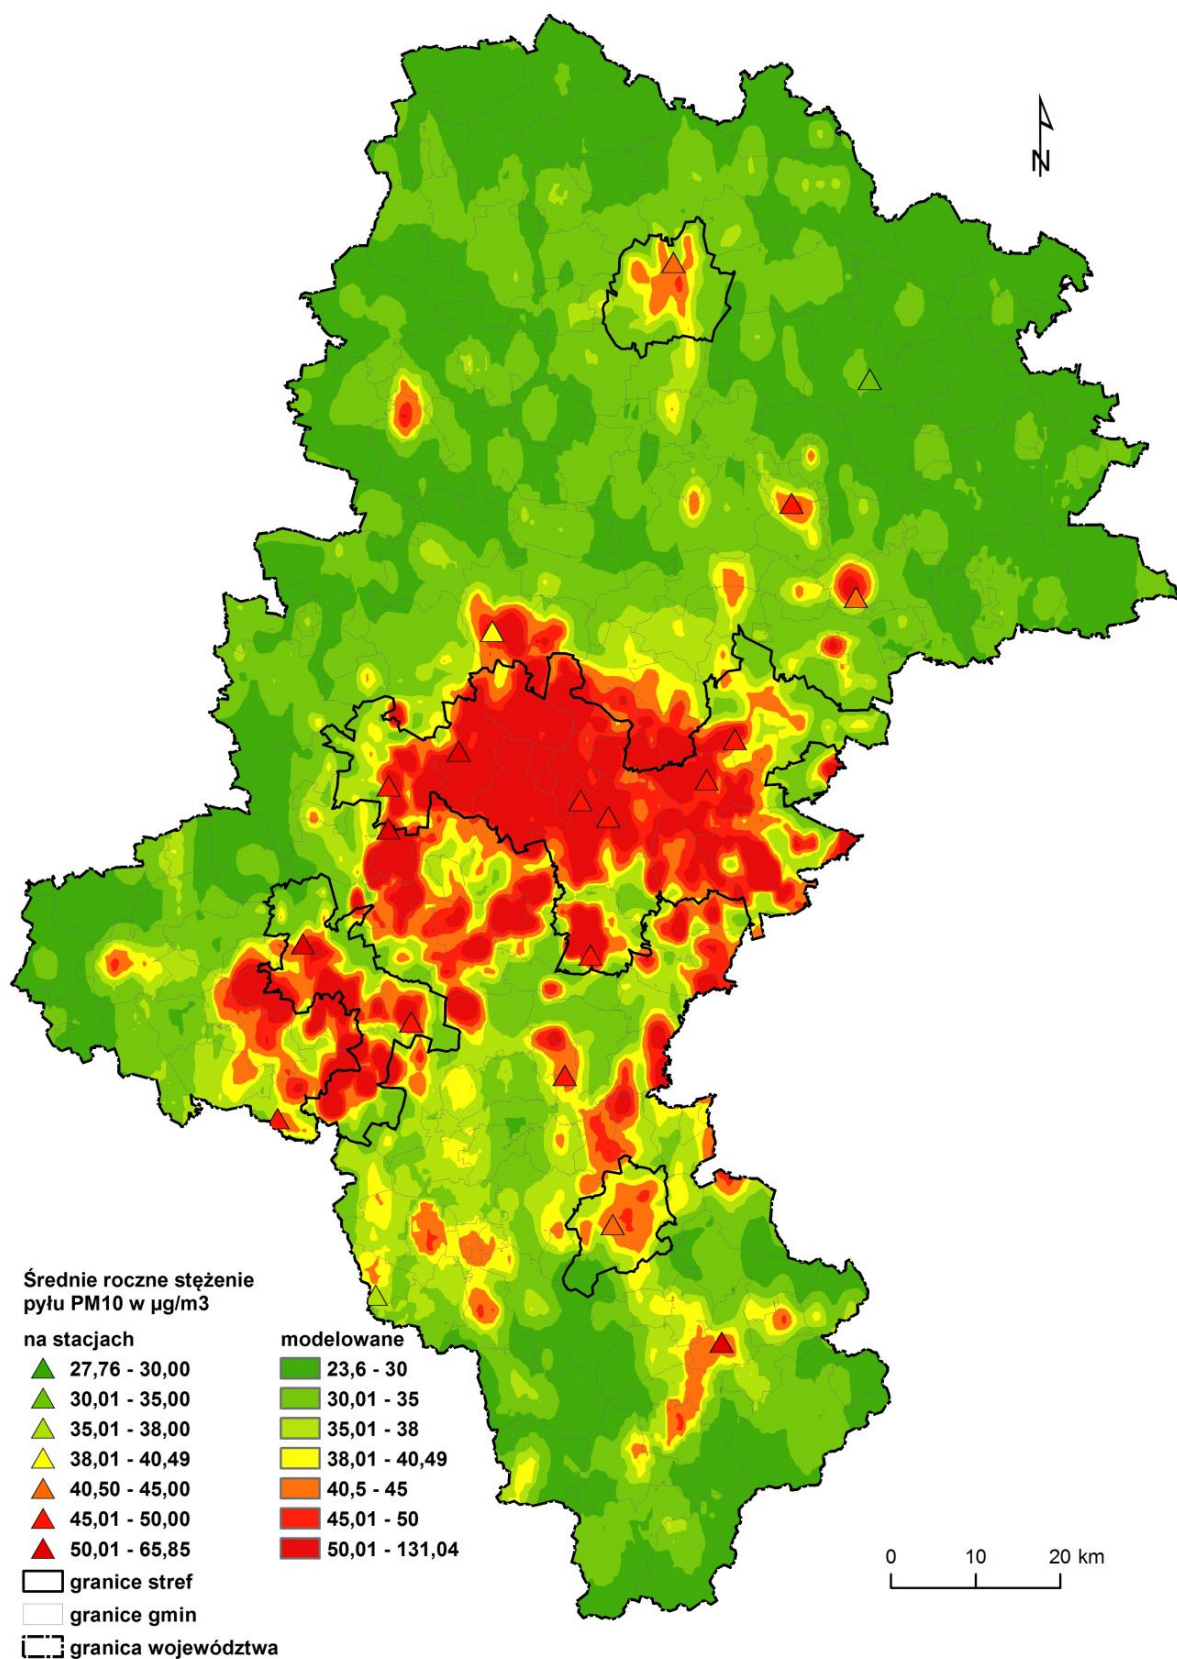 N
Średnie roczne stężenie
pyłu PM10 w µg/m3
na stacjach
27,76 - 30,00
30,01 - 35,00
35,01 - 38,00
38,01 - 40,49
40,50 - 45,00
45,01 - 50,00
50,01 - 65,85
granice stref
granice gmin
granica województwa
modelowane
23,6 - 30
30,01 - 35
35,01 - 38
38,01 - 40,49
40,5 - 45
45,01 - 50
50,01 - 131,04
0 10 20 km